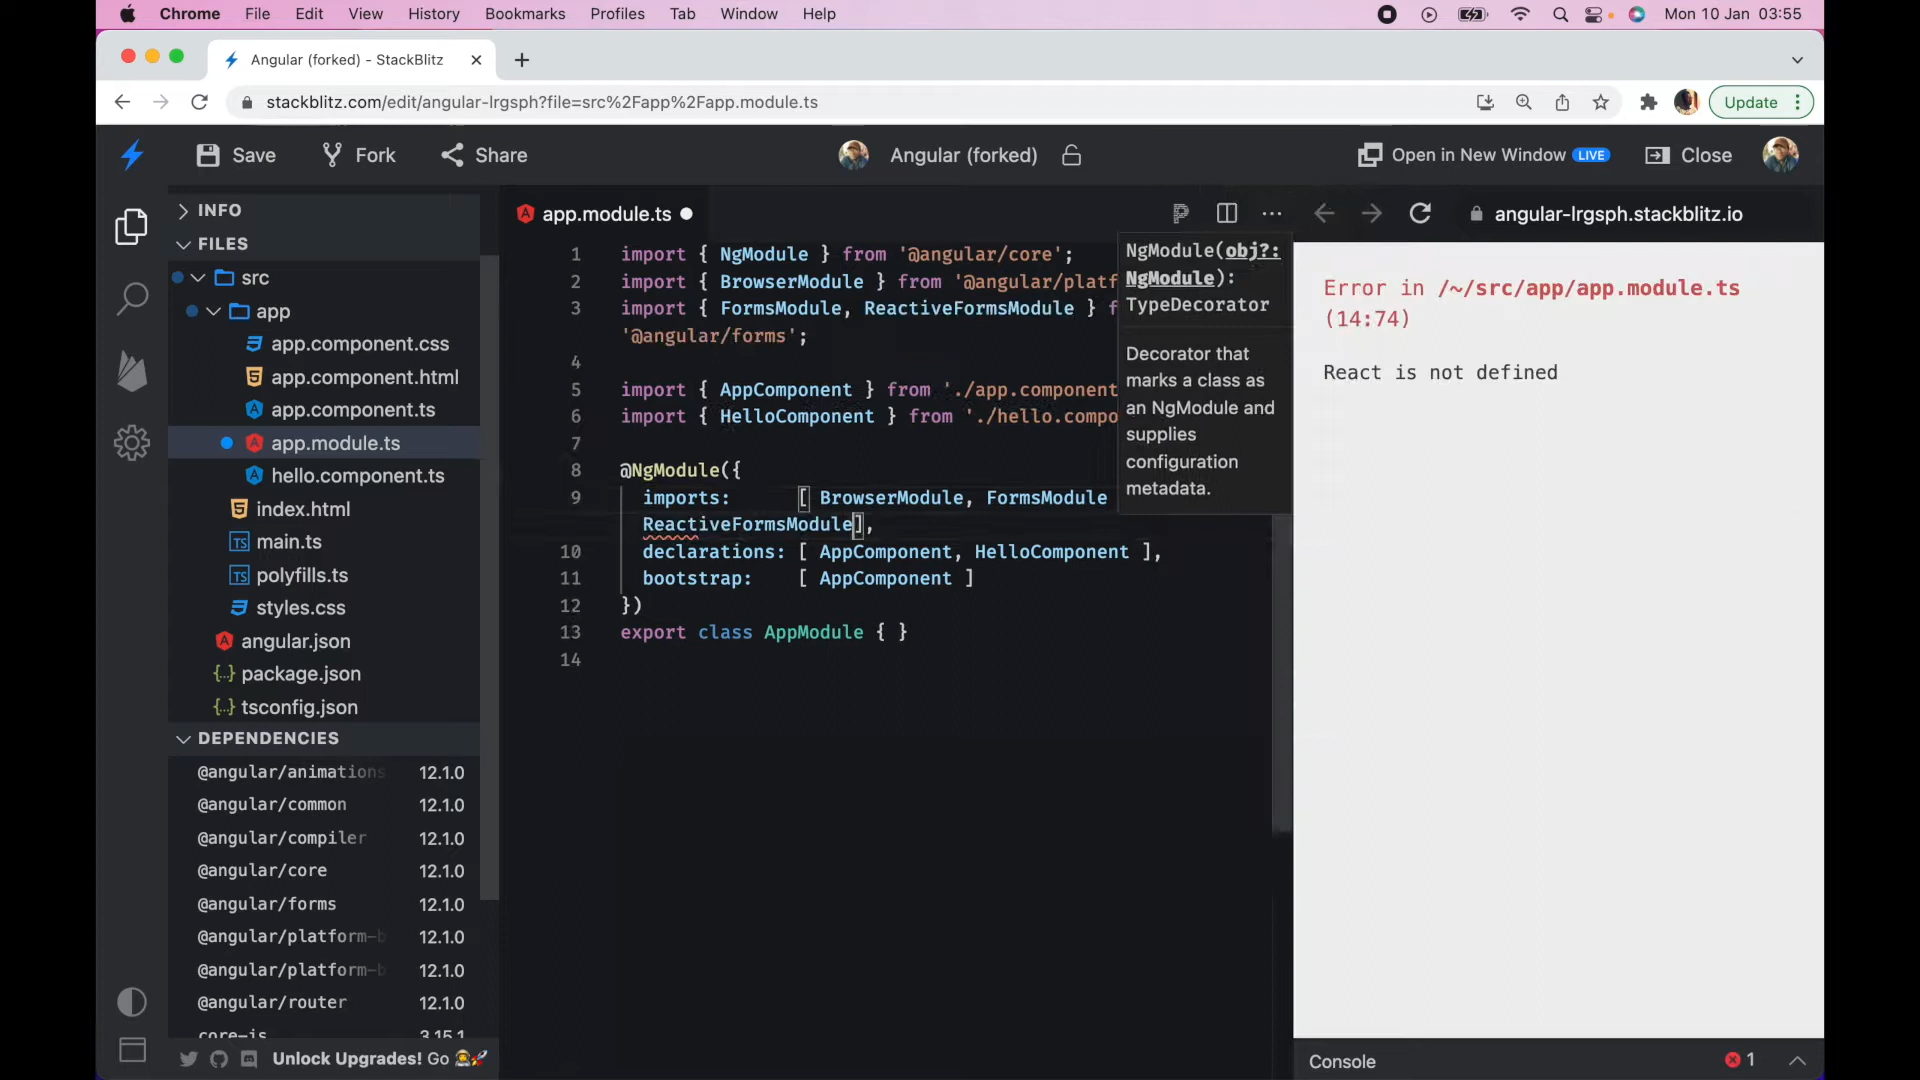 Chrome File Edit View History Bookmarks Profiles Tab Window Help Mon 10 Jan 03:55
Angular (forked) - StackBlitz
stackblitz.com/edit/angular-lrgsph?file=src%2Fapp%2Fapp.module.ts
Update
Save Fork Share Angular (forked) Open in New Window LIVE Close
INFO
FILES
src
app
app.component.css
app.component.html
app.component.ts
app.module.ts
hello.component.ts
index.html
main.ts
polyfills.ts
styles.css
angular.json
package.json
tsconfig.json
DEPENDENCIES
@angular/animations 12.1.0
@angular/common 12.1.0
@angular/compiler 12.1.0
@angular/core 12.1.0
@angular/forms 12.1.0
@angular/platform-b 12.1.0
@angular/platform-b 12.1.0
@angular/router 12.1.0
core-js 3.15.1
Unlock Upgrades! Go
app.module.ts
1 import { NgModule } from '@angular/core';
2 import { BrowserModule } from '@angular/platf
3 import { FormsModule, ReactiveFormsModule } f
'@angular/forms';
4
5 import { AppComponent } from './app.component
6 import { HelloComponent } from './hello.compo
7
8 @NgModule({
9 imports: [ BrowserModule, FormsModule
ReactiveFormsModule],
10 declarations: [ AppComponent, HelloComponent ],
11 bootstrap: [ AppComponent ]
12 })
13 export class AppModule { }
14
NgModule(obj?:
NgModule):
TypeDecorator
Decorator that
marks a class as
an NgModule and
supplies
configuration
metadata.
angular-lrgsph.stackblitz.io
Error in /~/src/app/app.module.ts
(14:74)
React is not defined
Console 1